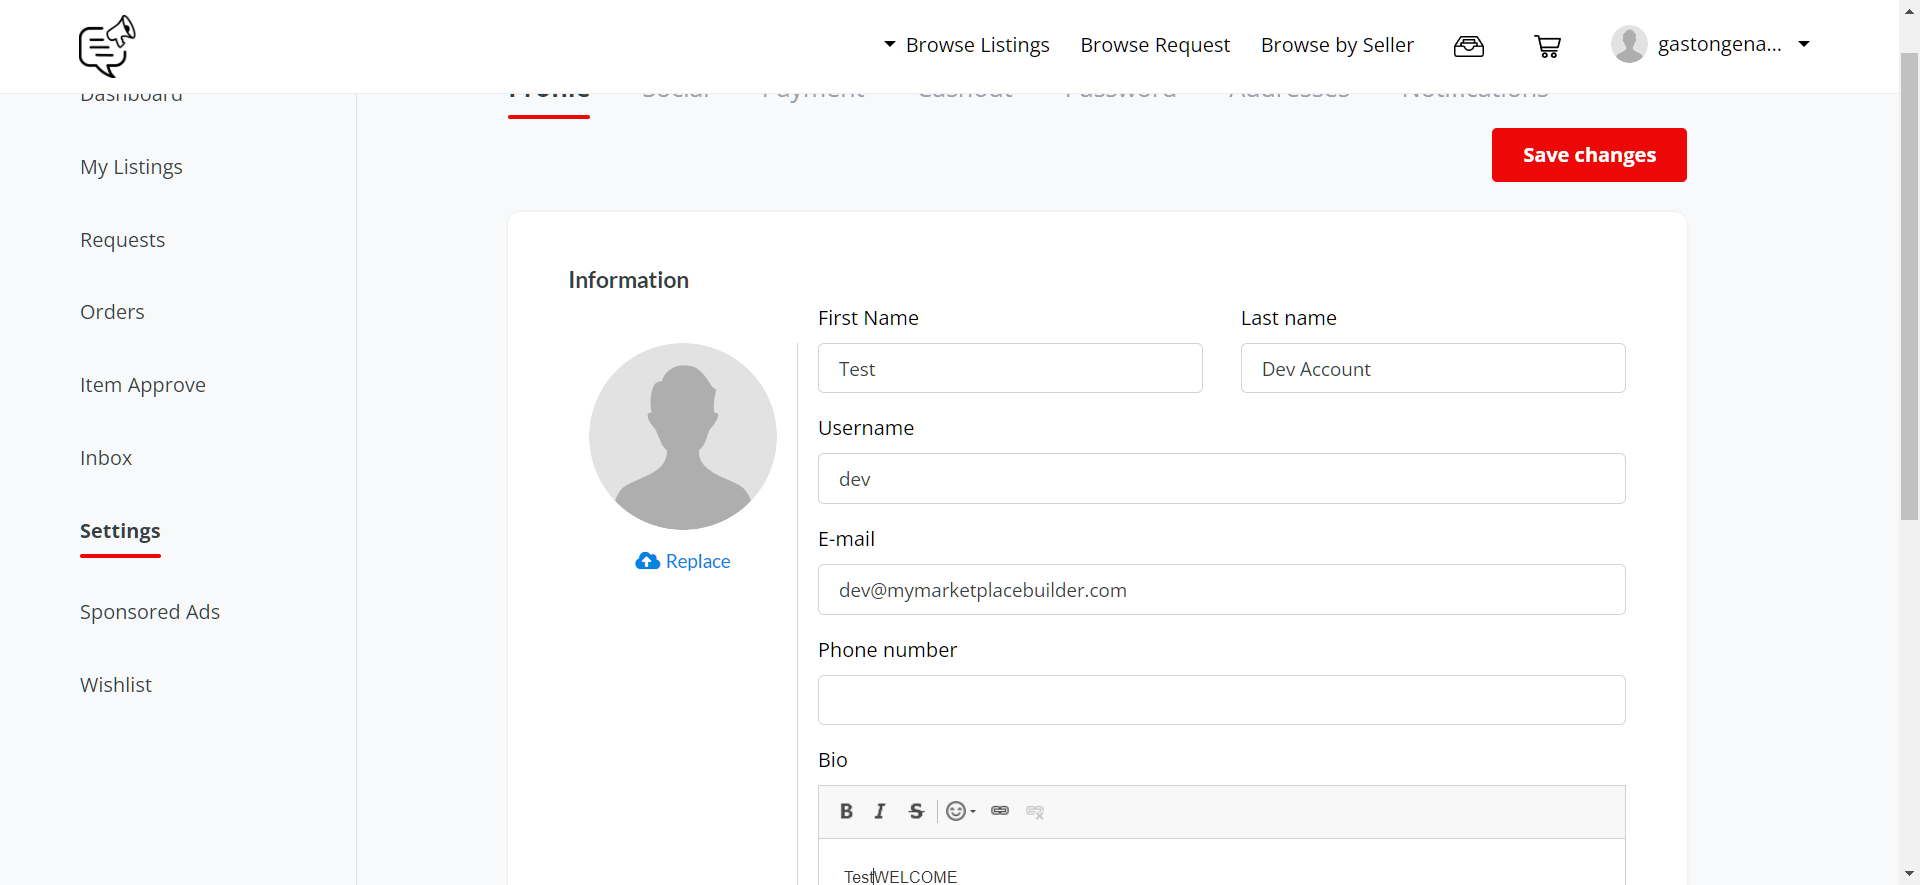 Browse Listings
Browse Request
Browse by Seller
gastongena...
Dashboard
My Listings
Requests
Orders
Item Approve
Inbox
Settings
Sponsored Ads
Wishlist
Profile
Social
Payment
Cashout
Password
Addresses
Notifications
Save changes
Information
Replace
First Name
Last name
Test
Dev Account
Username
dev
E-mail
dev@mymarketplacebuilder.com
Phone number
Bio
B I S
TestWELCOME